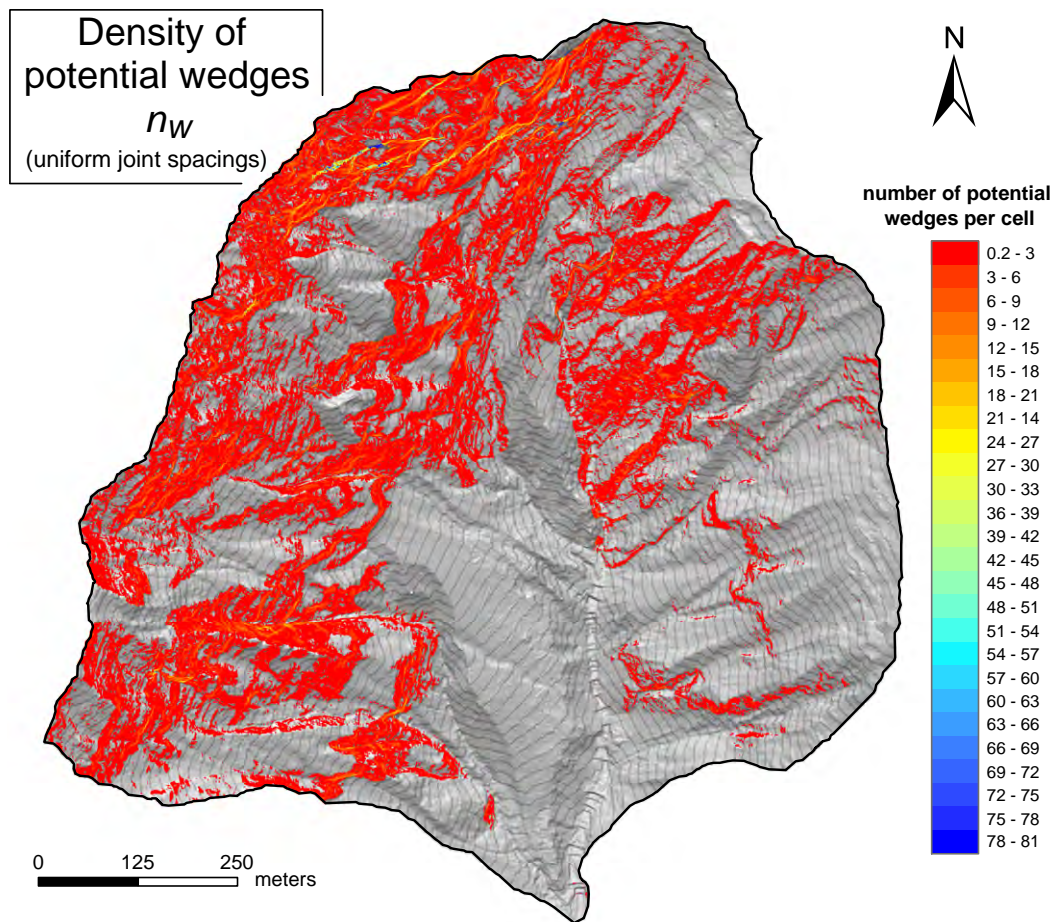 Density of
potential wedges
nw
(uniform joint spacings)
N
number of potential
wedges per cell
0.2 - 3
3 - 6
6 - 9
9 - 12
12 - 15
15 - 18
18 - 21
21 - 14
24 - 27
27 - 30
30 - 33
36 - 39
39 - 42
42 - 45
45 - 48
48 - 51
51 - 54
54 - 57
57 - 60
60 - 63
63 - 66
66 - 69
69 - 72
72 - 75
75 - 78
78 - 81
0 125 250
meters